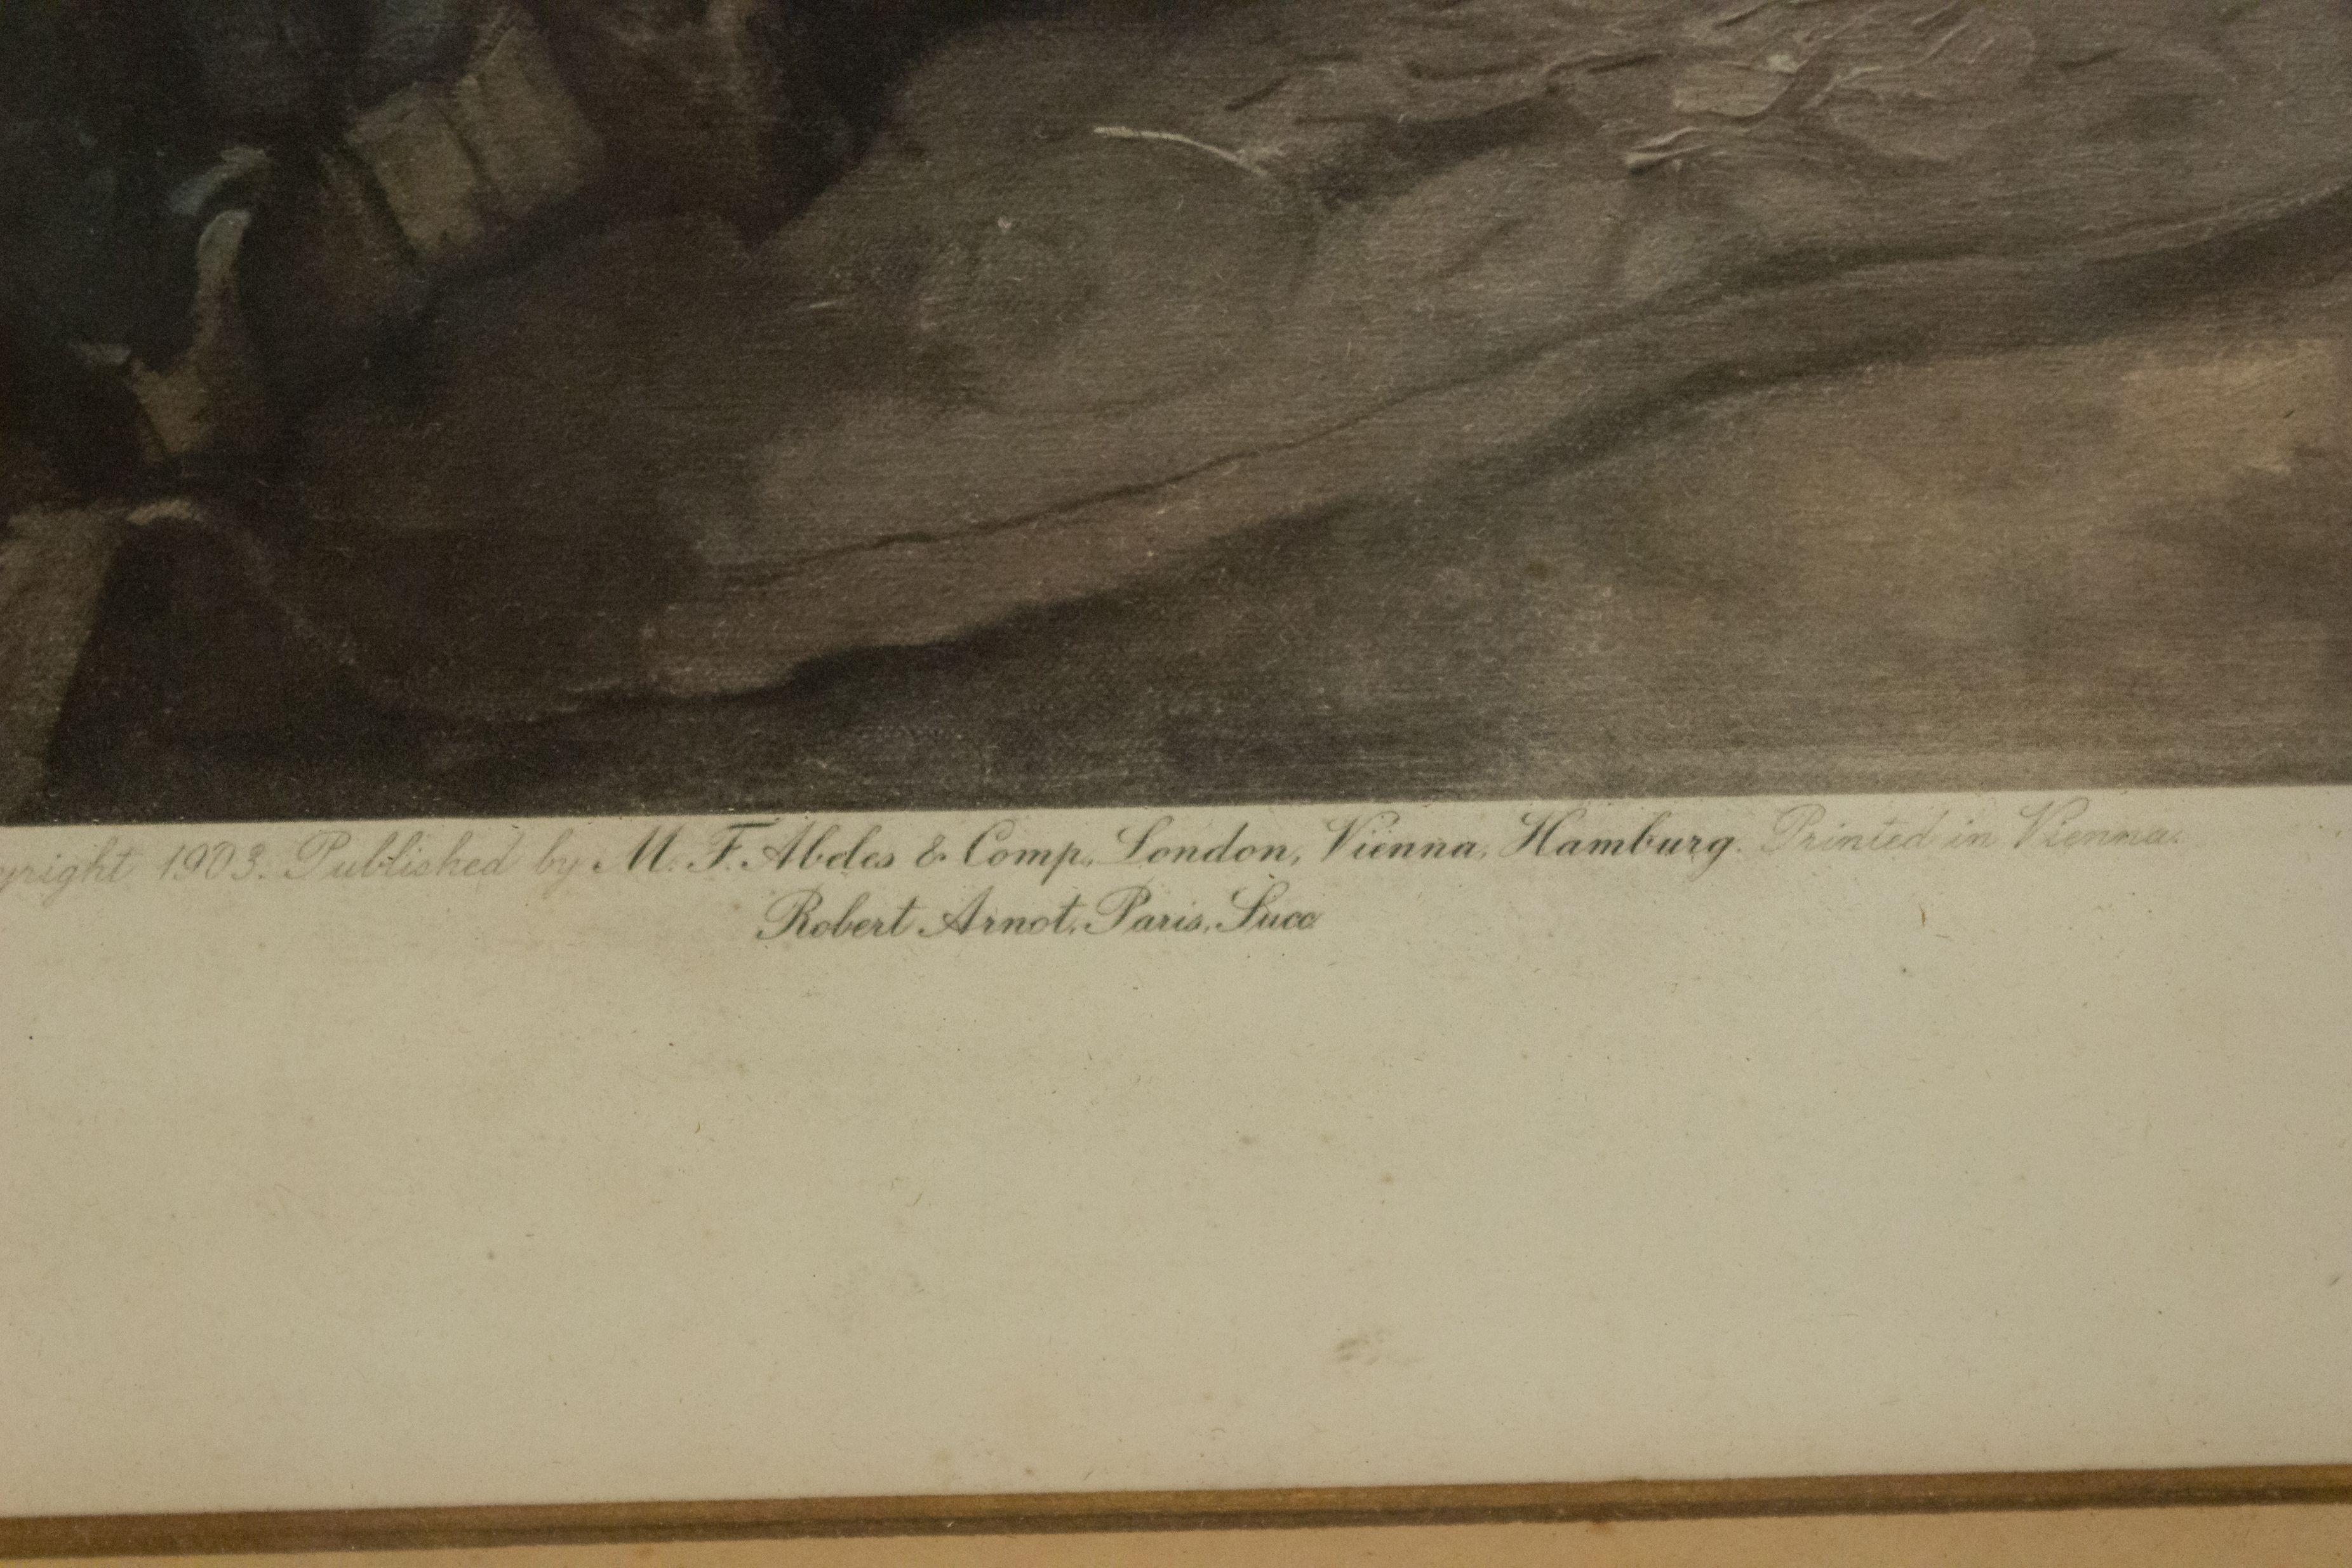 yright 1903. Published by M. F. Abeles & Comp., London, Vienna, Hamburg. Printed in Vienna.
Robert Arnot, Paris, Succ.